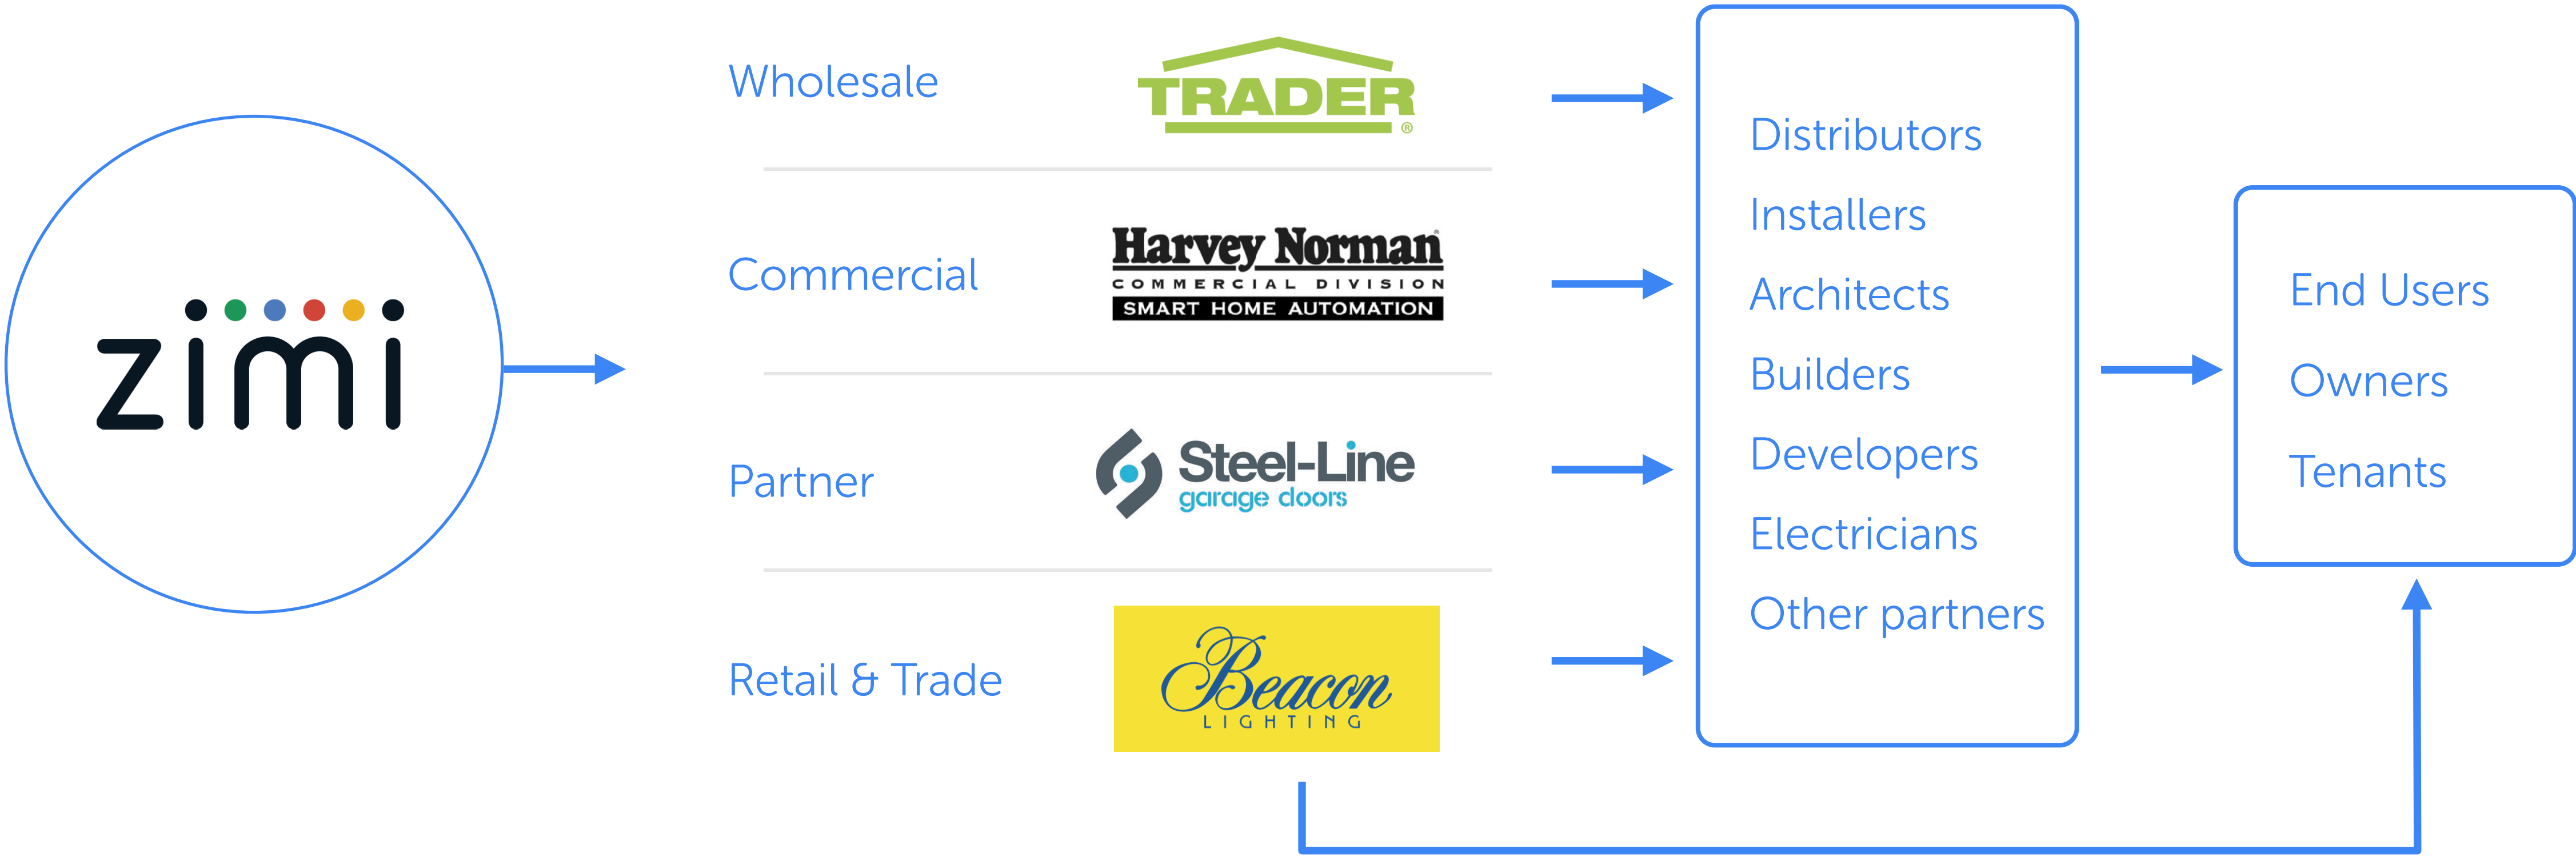 zimi
Wholesale
TRADER
®
Commercial
Harvey Norman®
COMMERCIAL DIVISION
SMART HOME AUTOMATION
Partner
Steel-Line
garage doors
Retail & Trade
Beacon
LIGHTING
Distributors
Installers
Architects
Builders
Developers
Electricians
Other partners
End Users
Owners
Tenants